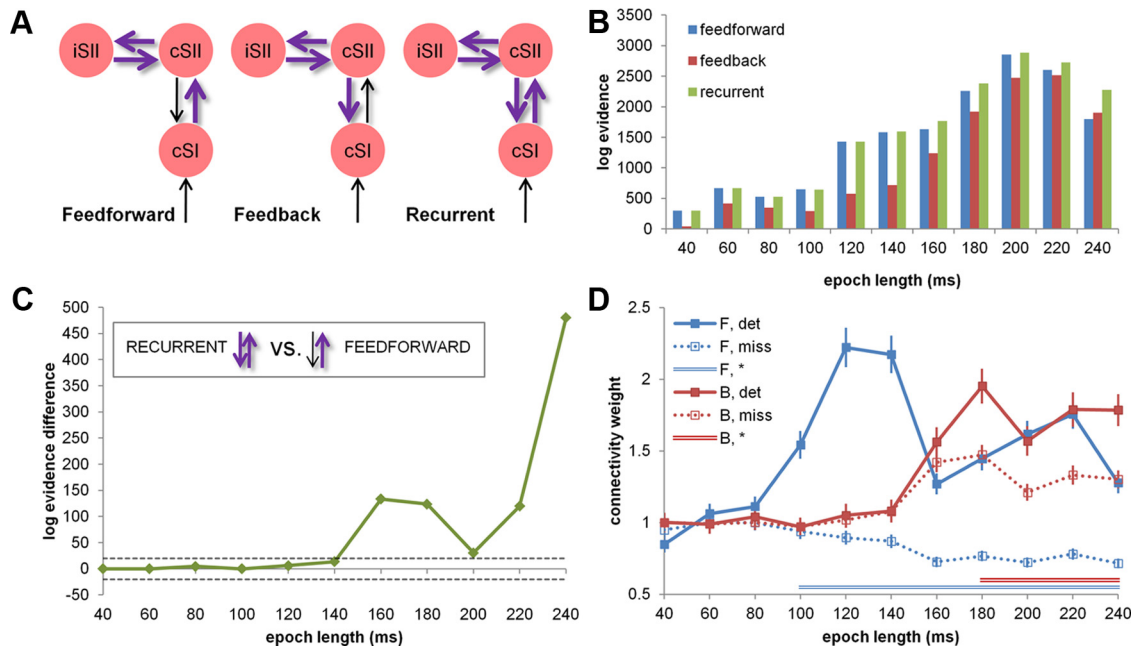 A
iSII cSII iSII cSII iSII cSII
cSI cSI cSI
Feedforward Feedback Recurrent
B
3500
3000
2500
2000
1500
1000
500
0
log evidence
feedforward
feedback
recurrent
40 60 80 100 120 140 160 180 200 220 240
epoch length (ms)
C
500
450
400
350
300
250
200
150
100
50
0
-50
log evidence difference
RECURRENT VS. FEEDFORWARD
40 60 80 100 120 140 160 180 200 220 240
epoch length (ms)
D
2.5
2
1.5
1
0.5
connectivity weight
F, det
F, miss
F, *
B, det
B, miss
B, *
40 60 80 100 120 140 160 180 200 220 240
epoch length (ms)